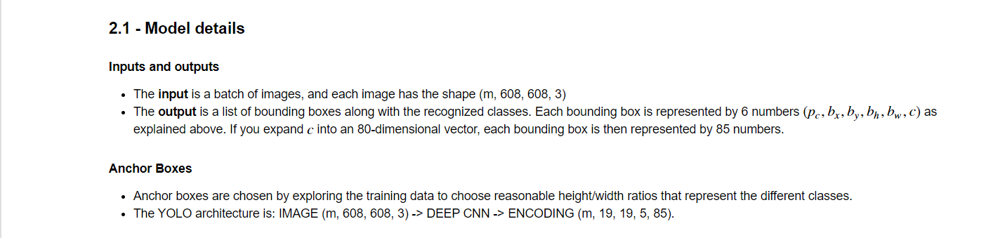 2.1 - Model details
Inputs and outputs
• The input is a batch of images, and each image has the shape (m, 608, 608, 3)
• The output is a list of bounding boxes along with the recognized classes. Each bounding box is represented by 6 numbers (p_c, b_x, b_y, b_h, b_w, c) as
explained above. If you expand c into an 80-dimensional vector, each bounding box is then represented by 85 numbers.
Anchor Boxes
• Anchor boxes are chosen by exploring the training data to choose reasonable height/width ratios that represent the different classes.
• The YOLO architecture is: IMAGE (m, 608, 608, 3) -> DEEP CNN -> ENCODING (m, 19, 19, 5, 85).